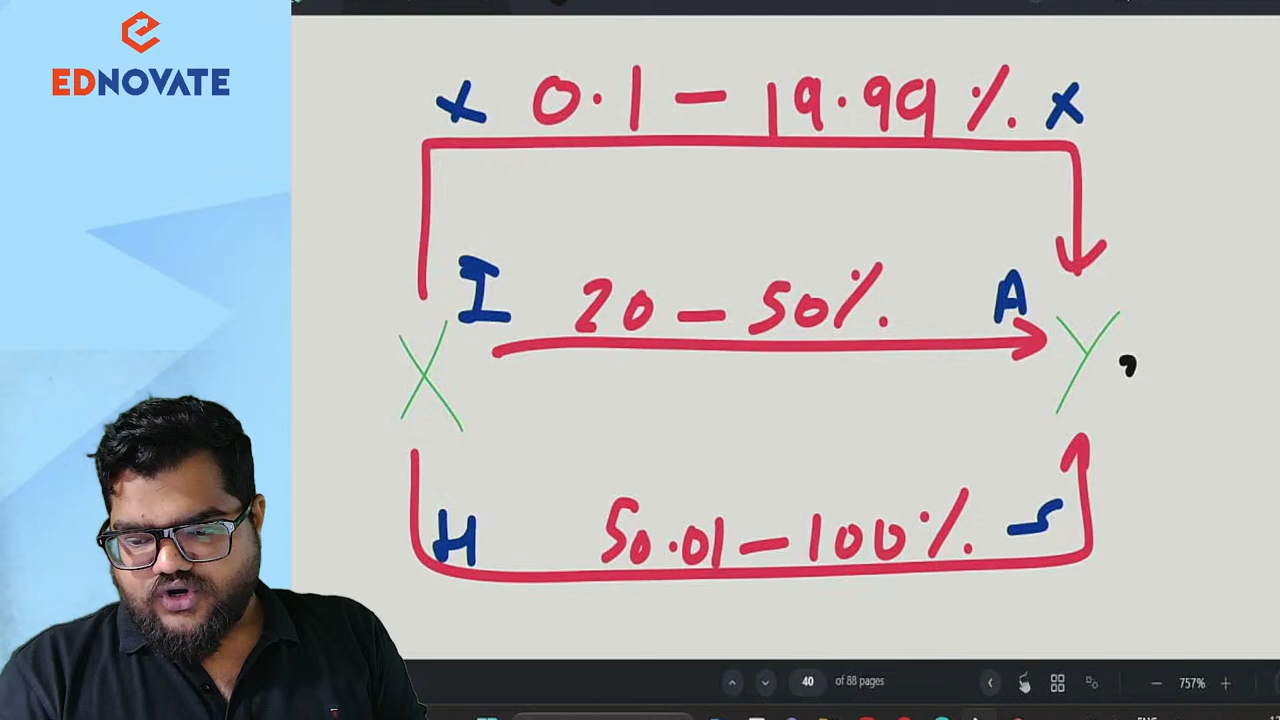 EDNOVATE
x 0.1 - 19.99% x
I 20 - 50% A
X Y
H 50.01 - 100% S
40 of 88 pages
757%